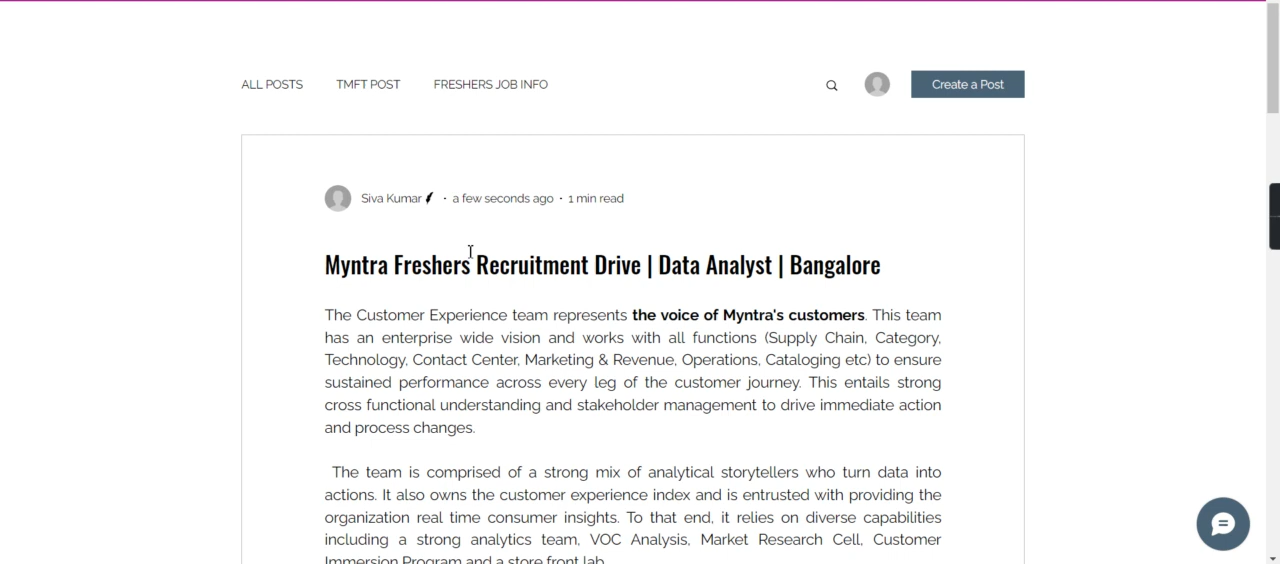 ALL POSTS TMFT POST FRESHERS JOB INFO Create a Post
Siva Kumar · a few seconds ago · 1 min read
Myntra Freshers Recruitment Drive | Data Analyst | Bangalore
The Customer Experience team represents the voice of Myntra's customers. This team
has an enterprise wide vision and works with all functions (Supply Chain, Category,
Technology, Contact Center, Marketing & Revenue, Operations, Cataloging etc) to ensure
sustained performance across every leg of the customer journey. This entails strong
cross functional understanding and stakeholder management to drive immediate action
and process changes.
The team is comprised of a strong mix of analytical storytellers who turn data into
actions. It also owns the customer experience index and is entrusted with providing the
organization real time consumer insights. To that end, it relies on diverse capabilities
including a strong analytics team, VOC Analysis, Market Research Cell, Customer
Immersion Program and a store front lab.